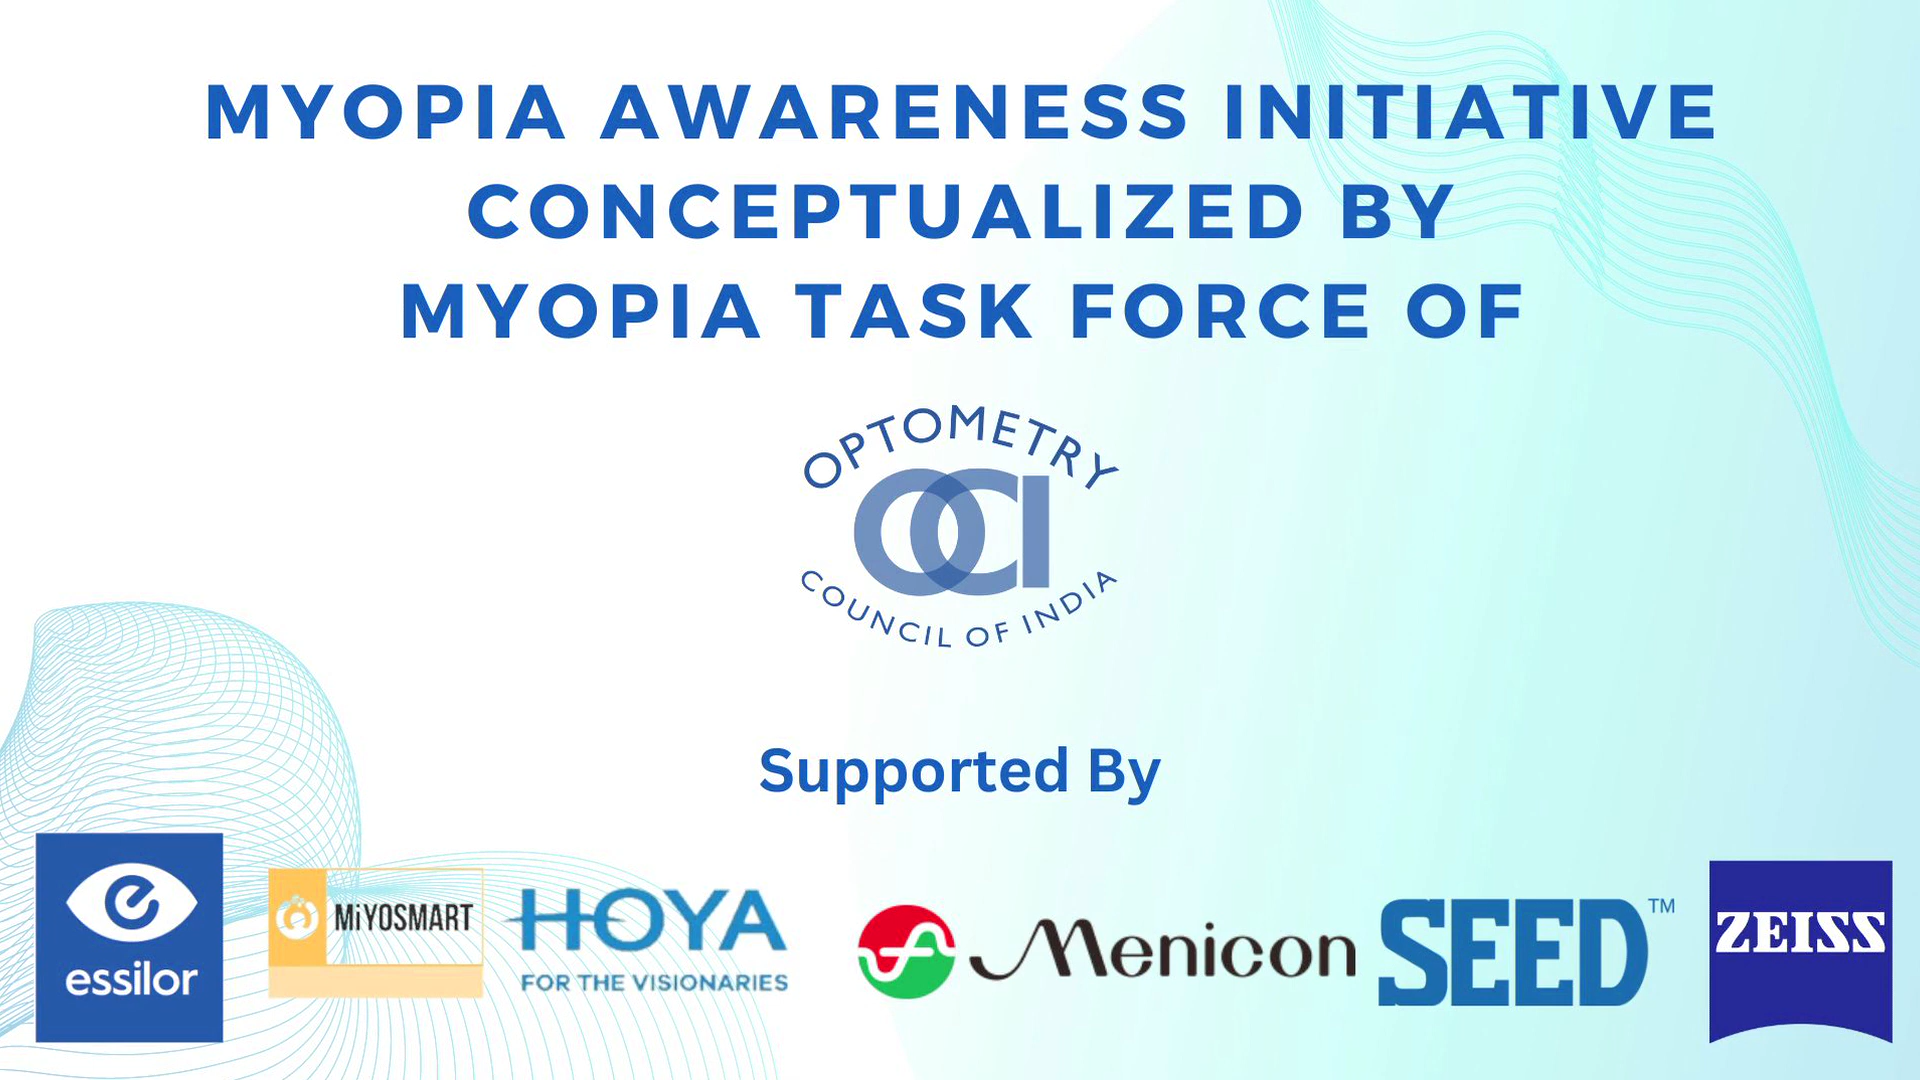 MYOPIA AWARENESS INITIATIVE
CONCEPTUALIZED BY
MYOPIA TASK FORCE OF
OPTOMETRY
OCI
COUNCIL OF INDIA
Supported By
e
essilor
MiYOSMART
HOYA
FOR THE VISIONARIES
Menicon
SEED™
ZEISS